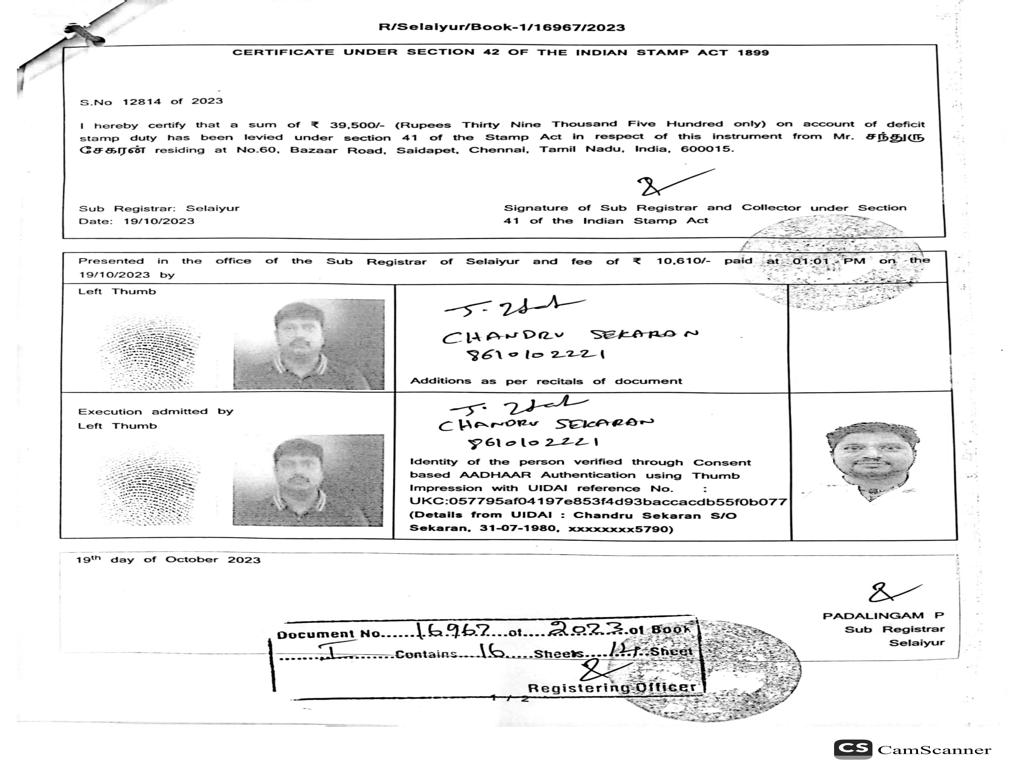 R/Selaiyur/Book-1/16967/2023
CERTIFICATE UNDER SECTION 42 OF THE INDIAN STAMP ACT 1899
S.No 12814 of 2023
I hereby certify that a sum of ₹ 39,500/- (Rupees Thirty Nine Thousand Five Hundred only) on account of deficit
stamp duty has been levied under section 41 of the Stamp Act in respect of this instrument from Mr. சந்துரு
சேகரன் residing at No.60, Bazaar Road, Saidapet, Chennai, Tamil Nadu, India, 600015.
Sub Registrar: Selaiyur
Date: 19/10/2023
Signature of Sub Registrar and Collector under Section
41 of the Indian Stamp Act
Presented in the office of the Sub Registrar of Selaiyur and fee of ₹ 10,610/- paid at 01:01 PM on the
19/10/2023 by
Left Thumb
CHANDRU SEKARAN
8610102221
Additions as per recitals of document
Execution admitted by
Left Thumb
CHANDRU SEKARAN
8610102221
Identity of the person verified through Consent
based AADHAAR Authentication using Thumb
Impression with UIDAI reference No. :
UKC:057795af04197e853f4d93baccacdb55f0b077
(Details from UIDAI : Chandru Sekaran S/O
Sekaran, 31-07-1980, xxxxxxxx5790)
19th day of October 2023
PADALINGAM P
Sub Registrar
Selaiyur
Document No. 16967 of 2023 of Book
I Contains 16 Sheets 14 Sheet
Registering Officer
1 / 2
CS CamScanner